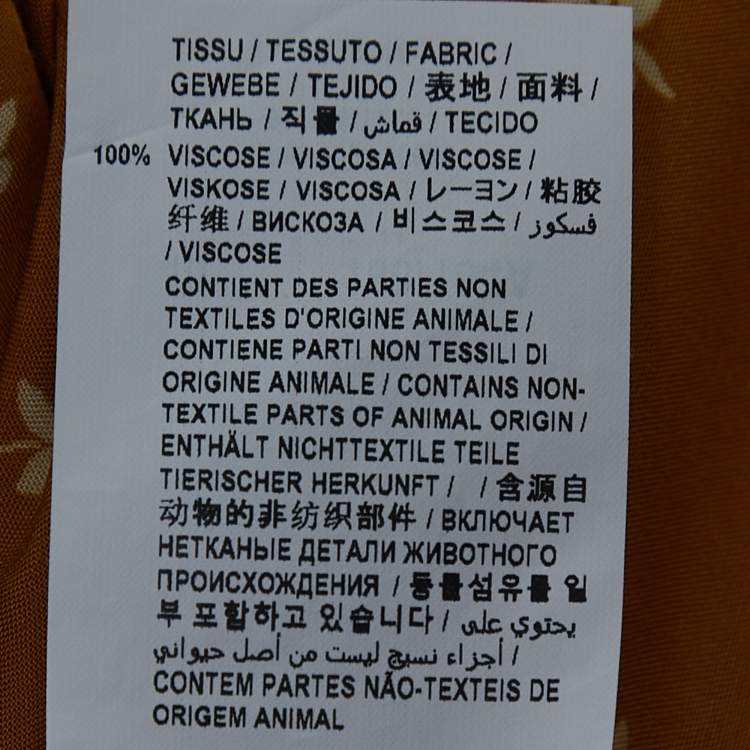 TISSU / TESSUTO / FABRIC /
GEWEBE / TEJIDO / 表地 / 面料 /
ТКАНЬ / 직물 / قماش / TECIDO
100% VISCOSE / VISCOSA / VISCOSE /
VISKOSE / VISCOSA / レーヨン / 粘胶
纤维 / ВИСКОЗА / 비스코스 / فسكوز
/ VISCOSE
CONTIENT DES PARTIES NON
TEXTILES D'ORIGINE ANIMALE /
CONTIENE PARTI NON TESSILI DI
ORIGINE ANIMALE / CONTAINS NON-
TEXTILE PARTS OF ANIMAL ORIGIN /
ENTHÄLT NICHTTEXTILE TEILE
TIERISCHER HERKUNFT / / 含源自
动物的非纺织部件 / ВКЛЮЧАЕТ
НЕТКАНЫЕ ДЕТАЛИ ЖИВОТНОГО
ПРОИСХОЖДЕНИЯ / 동물섬유를 일
부 포함하고 있습니다 / يحتوي على
أجزاء نسيج ليست من أصل حيواني /
CONTEM PARTES NÃO-TEXTEIS DE
ORIGEM ANIMAL